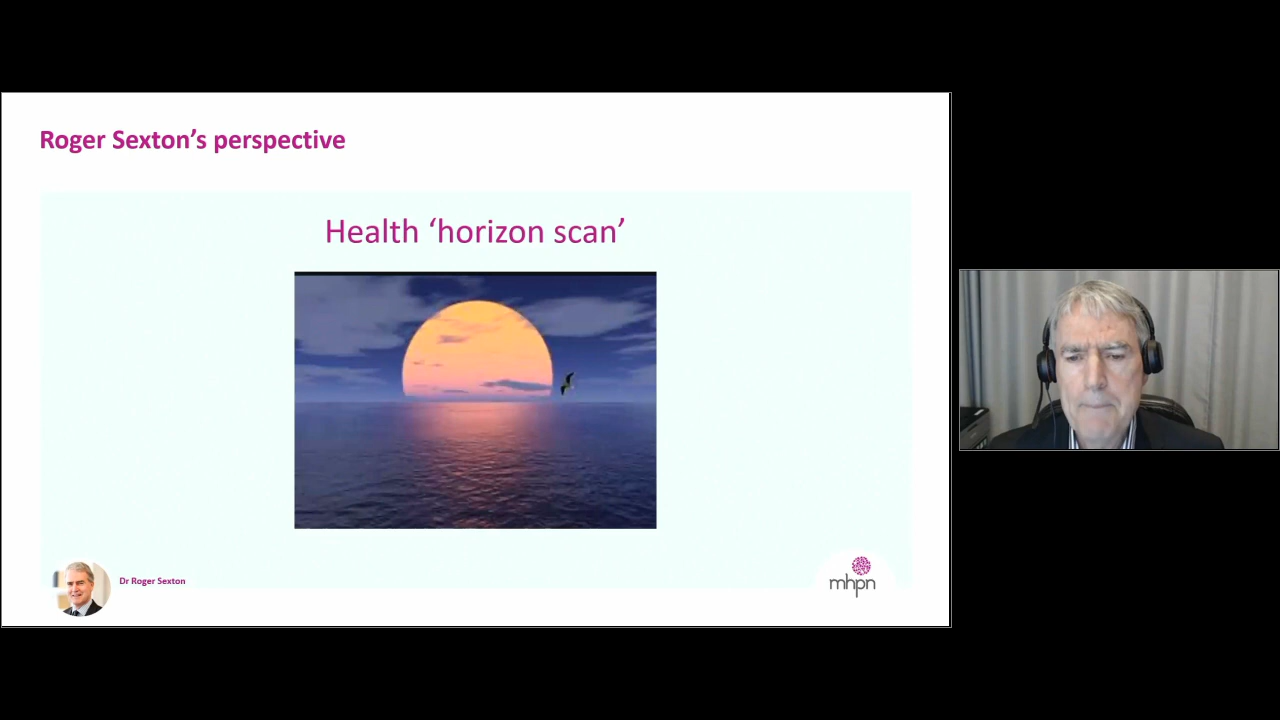 Roger Sexton’s perspective
Health ‘horizon scan’
Dr Roger Sexton
mhpn